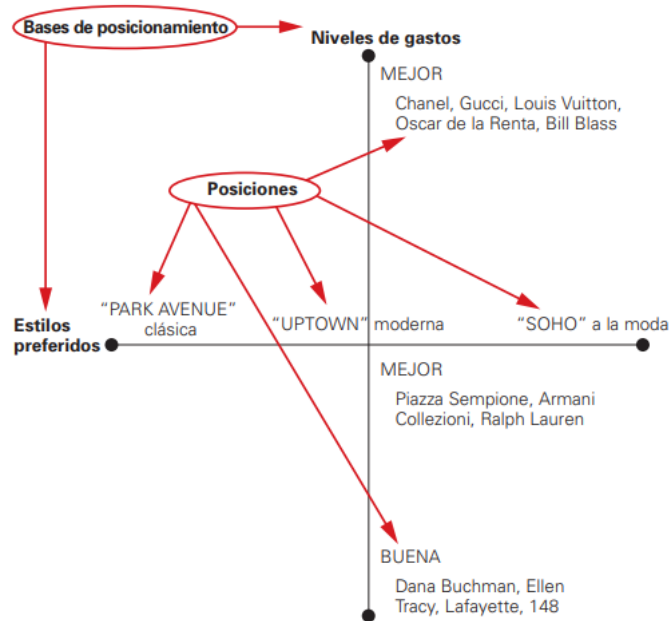 Bases de posicionamiento
Niveles de gastos
MEJOR
Chanel, Gucci, Louis Vuitton,
Oscar de la Renta, Bill Blass
Posiciones
“PARK AVENUE”
clásica
“UPTOWN” moderna
“SOHO” a la moda
Estilos
preferidos
MEJOR
Piazza Sempione, Armani
Collezioni, Ralph Lauren
BUENA
Dana Buchman, Ellen
Tracy, Lafayette, 148